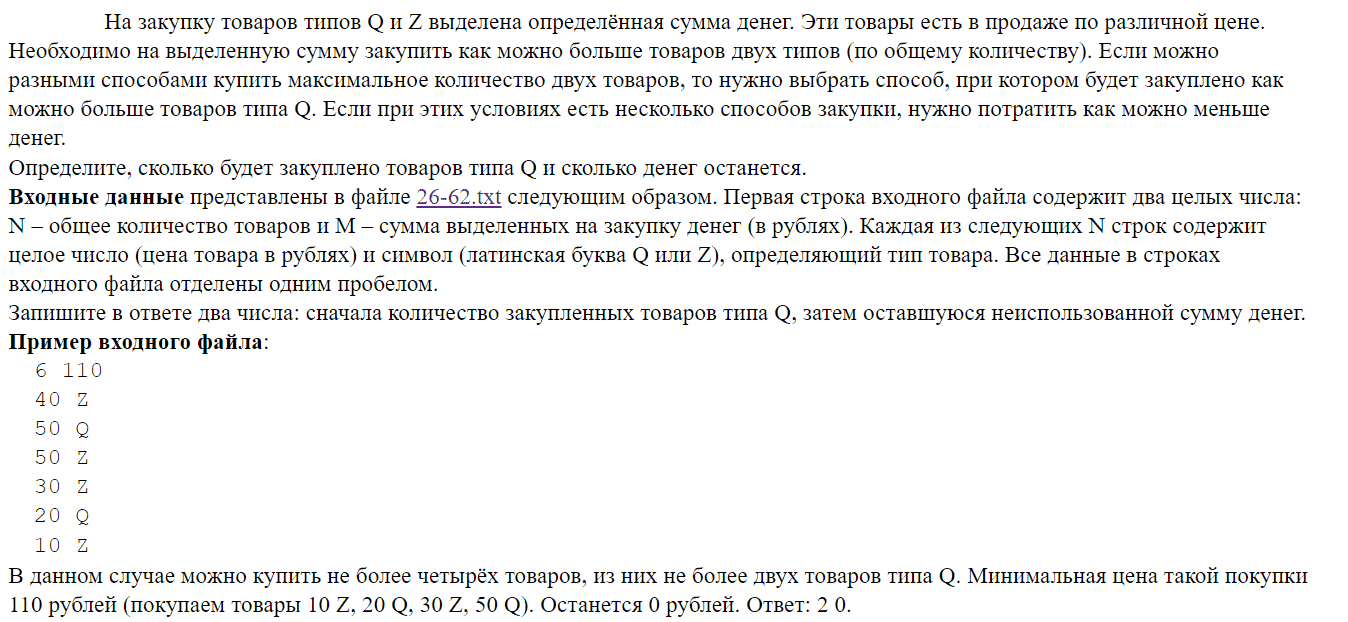 На закупку товаров типов Q и Z выделена определённая сумма денег. Эти товары есть в продаже по различной цене.
Необходимо на выделенную сумму закупить как можно больше товаров двух типов (по общему количеству). Если можно
разными способами купить максимальное количество двух товаров, то нужно выбрать способ, при котором будет закуплено как
можно больше товаров типа Q. Если при этих условиях есть несколько способов закупки, нужно потратить как можно меньше
денег.
Определите, сколько будет закуплено товаров типа Q и сколько денег останется.
Входные данные представлены в файле 26-62.txt следующим образом. Первая строка входного файла содержит два целых числа:
N – общее количество товаров и M – сумма выделенных на закупку денег (в рублях). Каждая из следующих N строк содержит
целое число (цена товара в рублях) и символ (латинская буква Q или Z), определяющий тип товара. Все данные в строках
входного файла отделены одним пробелом.
Запишите в ответе два числа: сначала количество закупленных товаров типа Q, затем оставшуюся неиспользованной сумму денег.
Пример входного файла:
6 110
40 Z
50 Q
50 Z
30 Z
20 Q
10 Z
В данном случае можно купить не более четырёх товаров, из них не более двух товаров типа Q. Минимальная цена такой покупки
110 рублей (покупаем товары 10 Z, 20 Q, 30 Z, 50 Q). Останется 0 рублей. Ответ: 2 0.